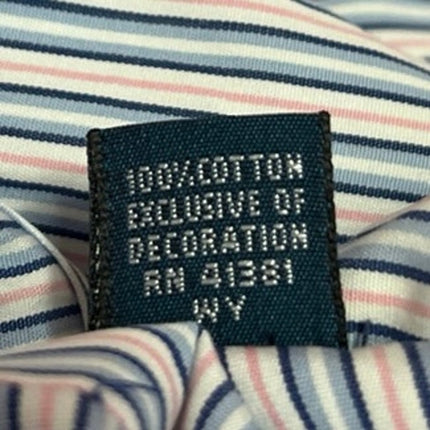 100% COTTON
EXCLUSIVE OF
DECORATION
RN 41381
WY